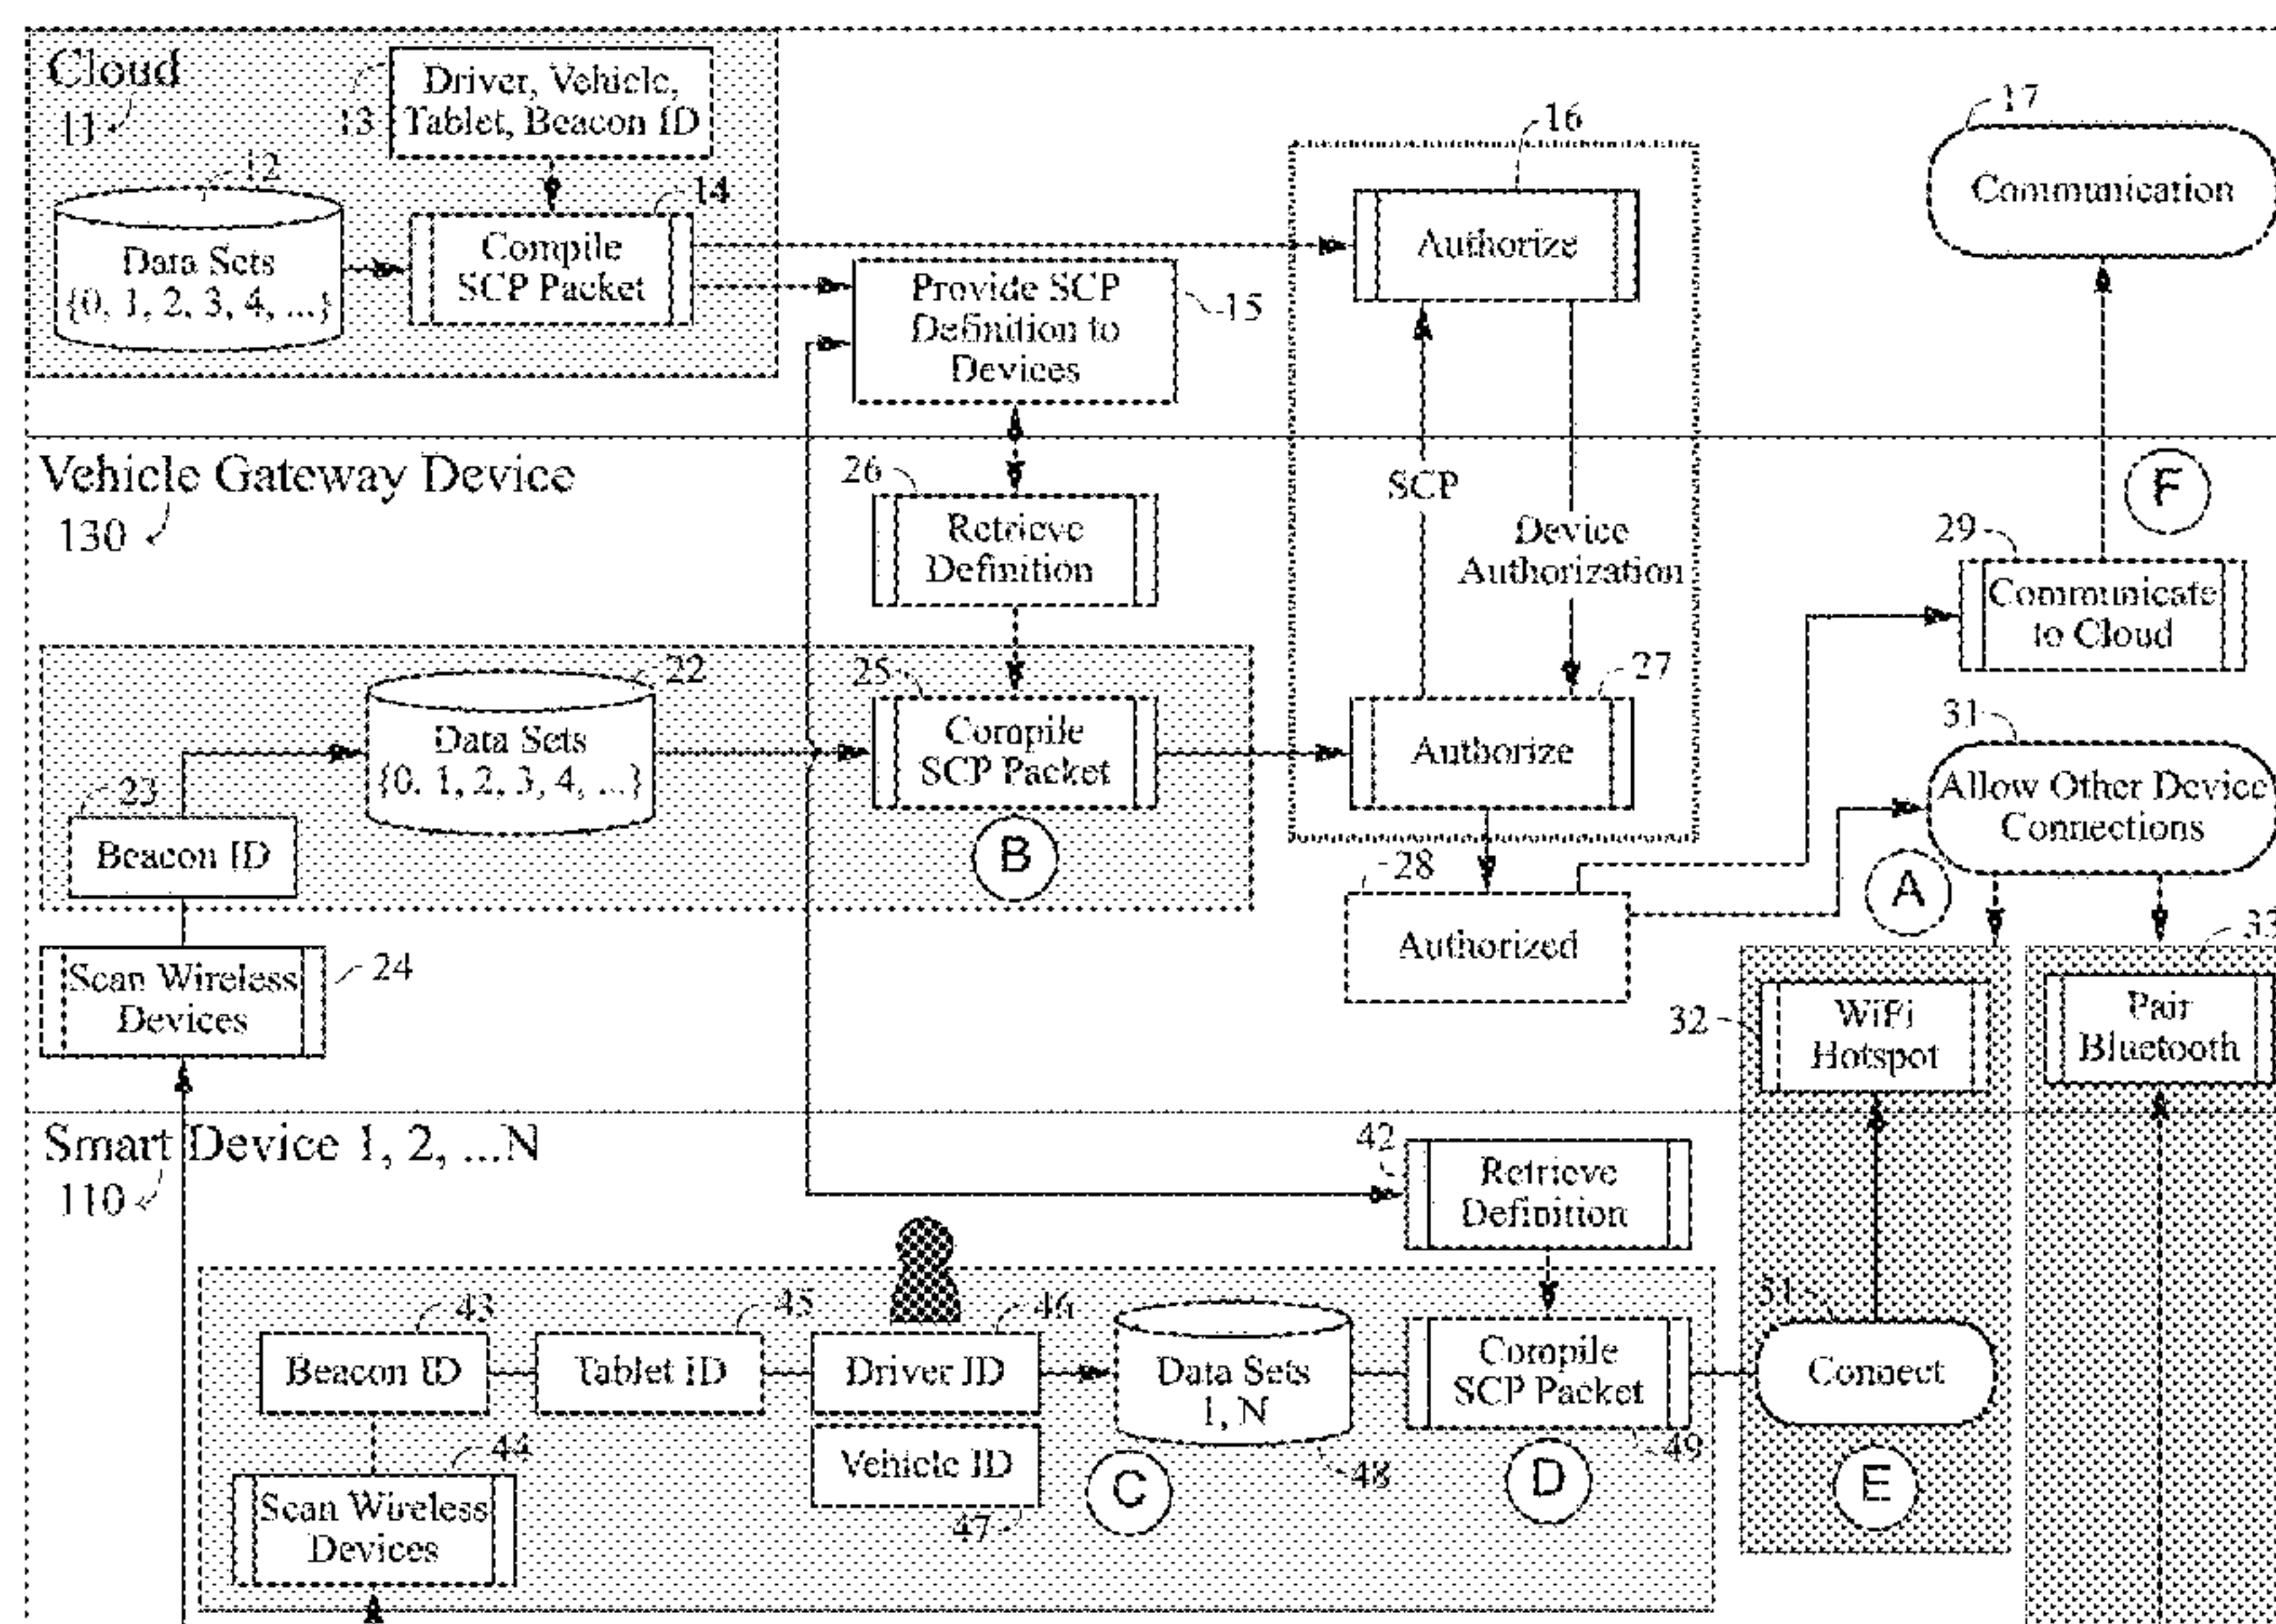 Cloud
11
13
Driver, Vehicle,
Tablet, Beacon ID
12
Data Sets
{0, 1, 2, 3, 4, ...}
14
Compile
SCP Packet
Provide SCP
Definition to
Devices
15
16
Authorize
17
Communication
Vehicle Gateway Device
130
26
Retrieve
Definition
SCP
Device
Authorization
F
29
Communicate
to Cloud
22
Data Sets
{0, 1, 2, 3, 4, ...}
23
Beacon ID
25
Compile
SCP Packet
B
27
Authorize
28
Authorized
31
Allow Other Device
Connections
A
Scan Wireless
Devices
24
32
WiFi
Hotspot
33
Pair
Bluetooth
Smart Device 1, 2, ...N
110
42
Retrieve
Definition
43
Beacon ID
45
Tablet ID
46
Driver ID
Vehicle ID
47
44
Scan Wireless
Devices
Data Sets
1, N
48
C
Compile
SCP Packet
49
D
Connect
E